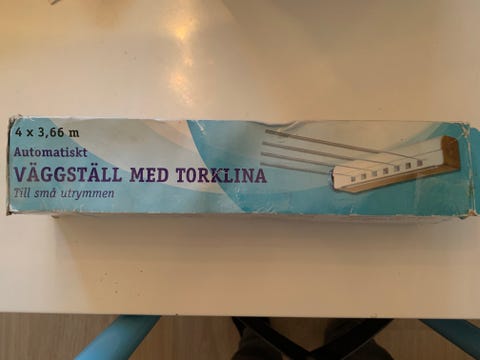 4 x 3,66 m
Automatiskt
VÄGGSTÄLL MED TORKLINA
Till små utrymmen